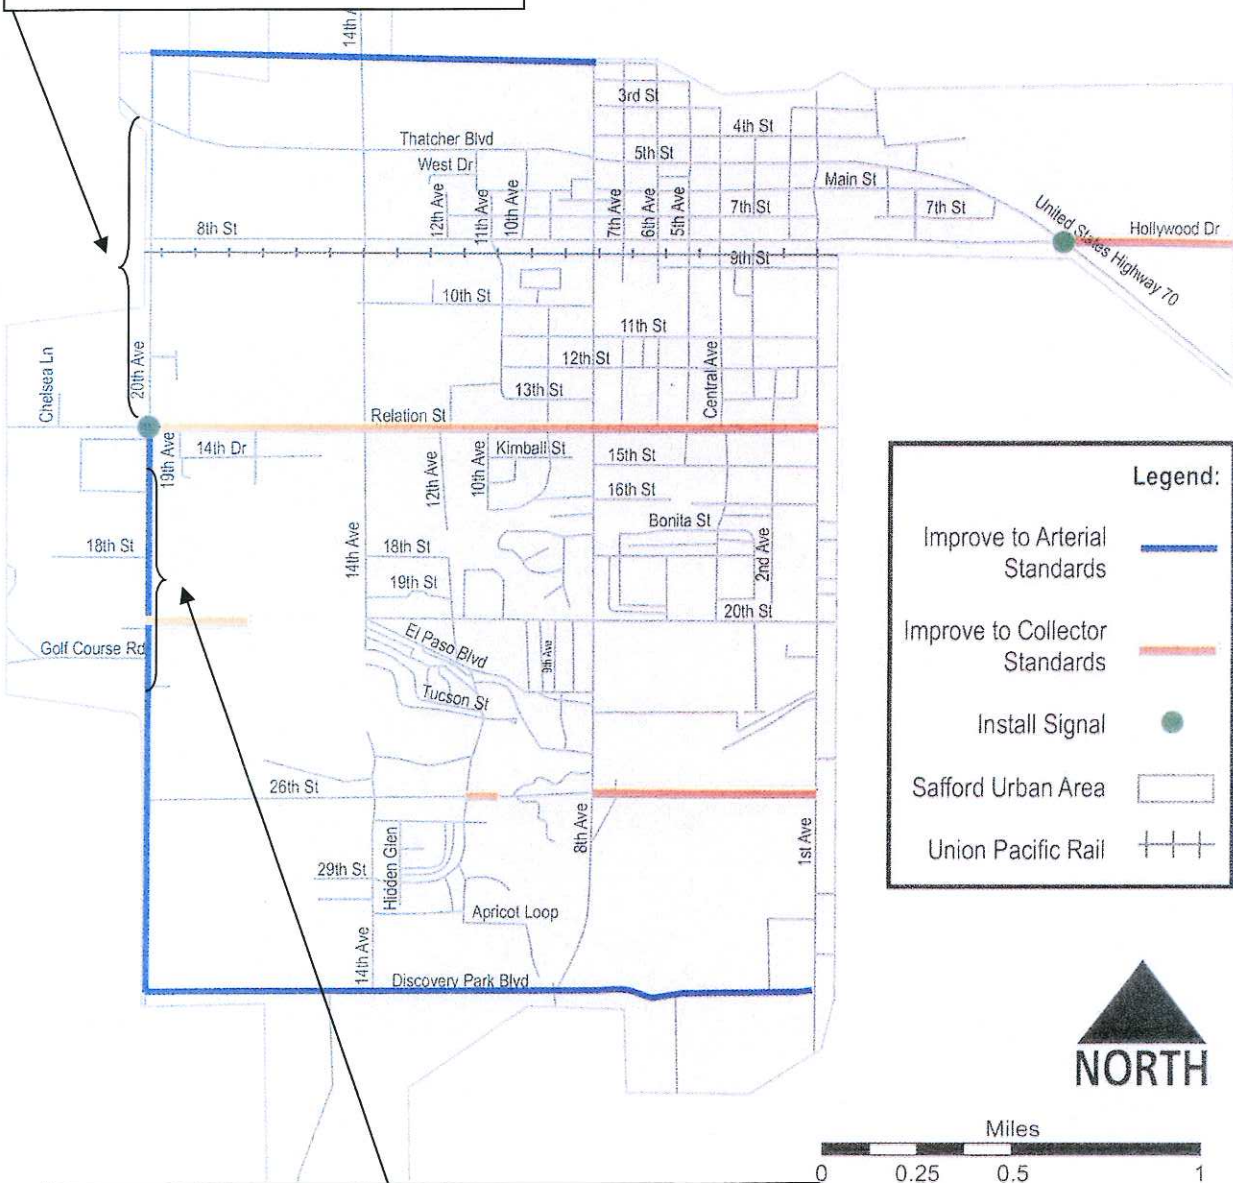 14th A
3rd St
4th St
Thatcher Blvd
5th St
West Dr
Main St
12th Ave
11th Ave
10th Ave
7th Ave
6th Ave
5th Ave
7th St
7th St
8th St
United States Highway 70
Hollywood Dr
9th St
10th St
11th St
12th St
Chelsea Ln
20th Ave
Central Ave
13th St
Relation St
19th Ave
14th Dr
12th Ave
10th Ave
Kimball St
15th St
16th St
Bonita St
18th St
14th Ave
18th St
2nd Ave
19th St
20th St
Golf Course Rd
El Paso Blvd
9th Ave
Tucson St
26th St
8th Ave
1st Ave
Hidden Glen
29th St
Apricot Loop
14th Ave
Discovery Park Blvd
Legend:
Improve to Arterial
Standards
Improve to Collector
Standards
Install Signal
Safford Urban Area
Union Pacific Rail
NORTH
Miles
0 0.25 0.5 1